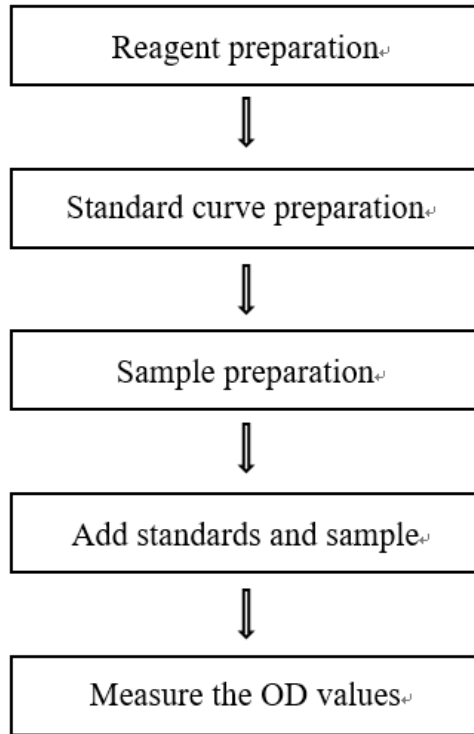 Reagent preparation
Standard curve preparation
Sample preparation
Add standards and sample
Measure the OD values